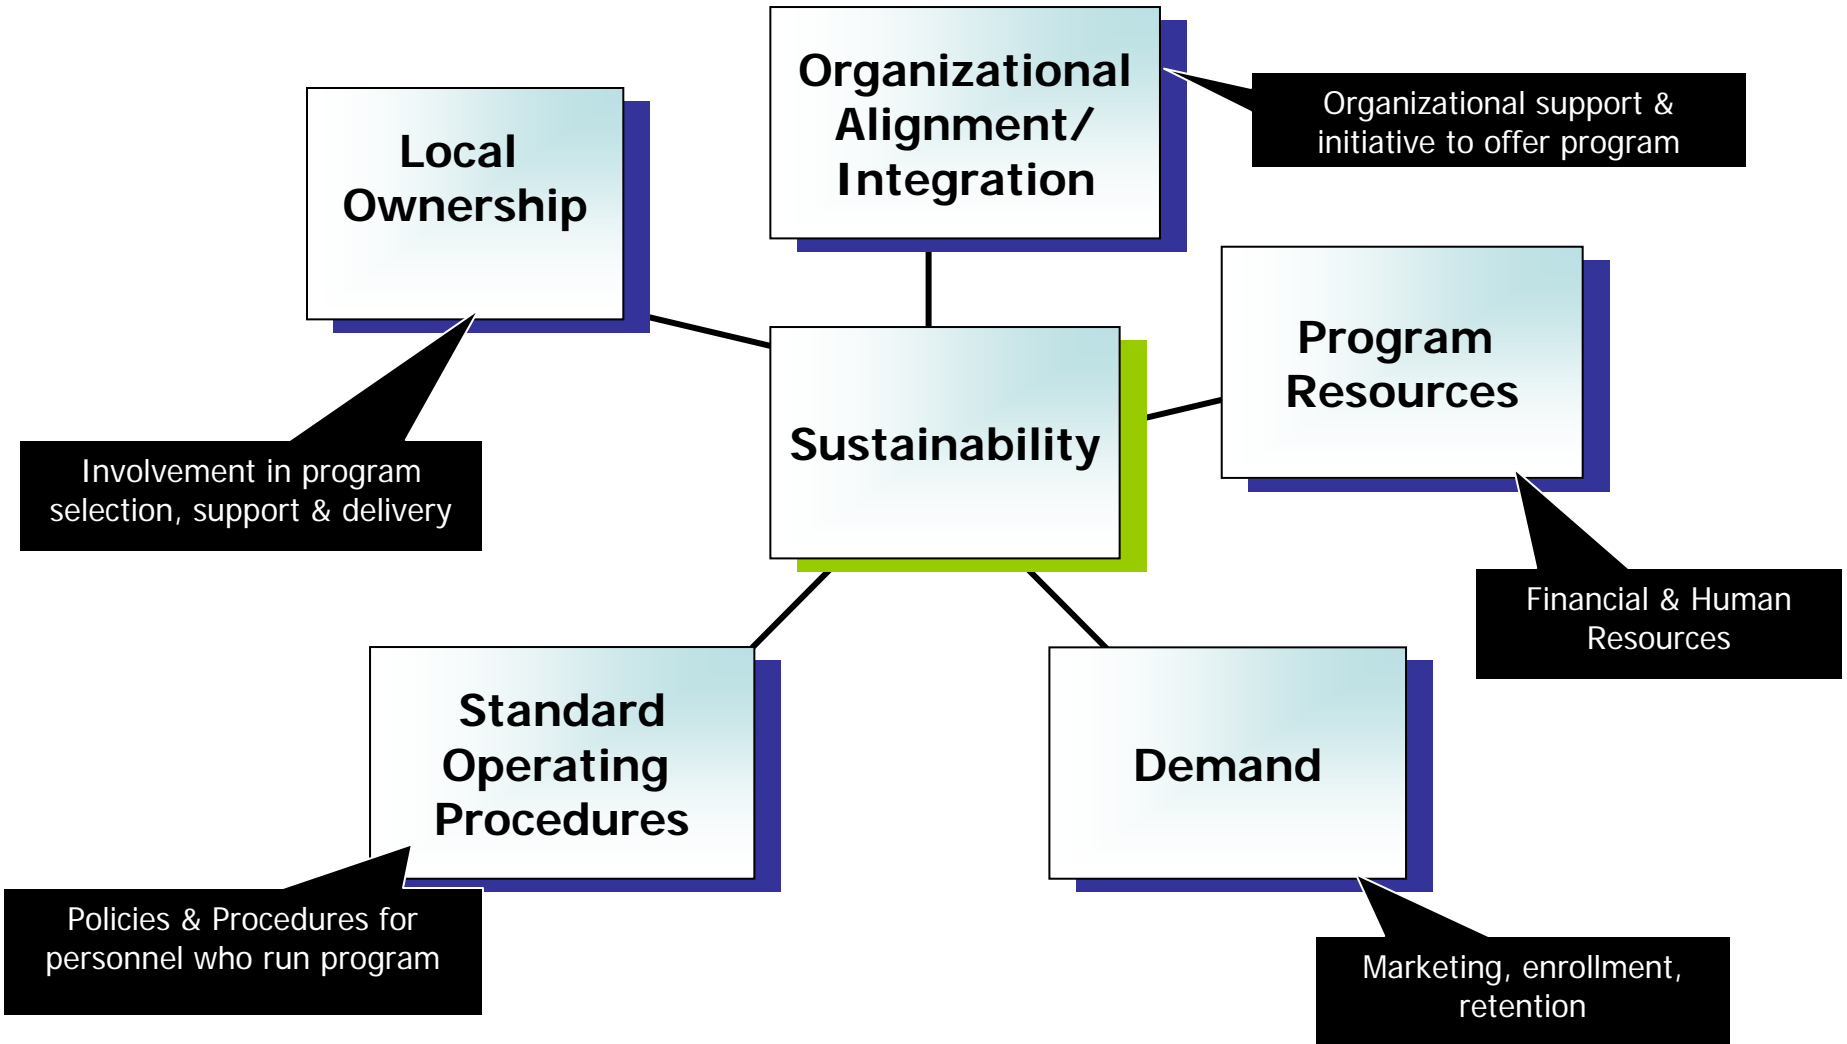 Organizational
Alignment/
Integration
Organizational support &
initiative to offer program
Local
Ownership
Involvement in program
selection, support & delivery
Program
Resources
Financial & Human
Resources
Sustainability
Standard
Operating
Procedures
Policies & Procedures for
personnel who run program
Demand
Marketing, enrollment,
retention